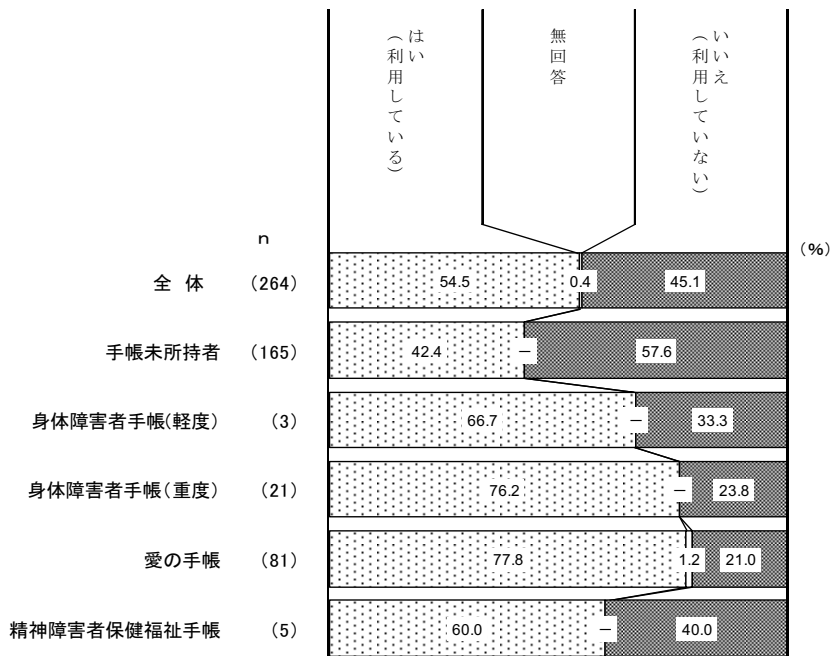 はい
（利用している）
無回答
いいえ
（利用していない）
n
(%)
全 体 (264) 54.5 0.4 45.1
手帳未所持者 (165) 42.4 － 57.6
身体障害者手帳(軽度) (3) 66.7 － 33.3
身体障害者手帳(重度) (21) 76.2 － 23.8
愛の手帳 (81) 77.8 1.2 21.0
精神障害者保健福祉手帳 (5) 60.0 － 40.0